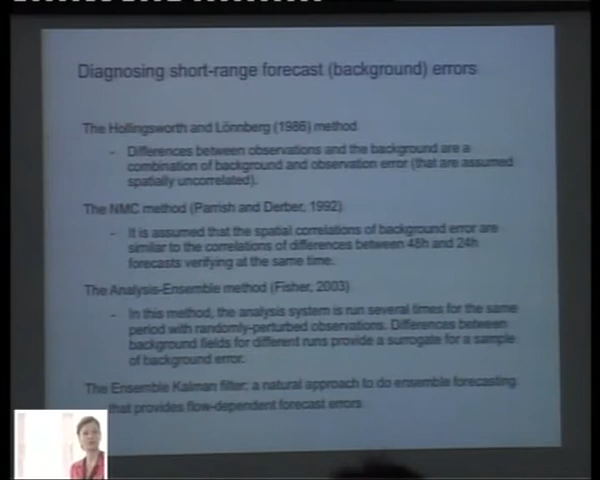 Diagnosing short-range forecast (background) errors
The Hollingsworth and Lönnberg (1986) method
- Differences between observations and the background are a
combination of background and observation error (that are assumed
spatially uncorrelated).
The NMC method (Parrish and Derber, 1992)
- It is assumed that the spatial correlations of background error are
similar to the correlations of differences between 48h and 24h
forecasts verifying at the same time.
The Analysis-Ensemble method (Fisher, 2003)
- In this method, the analysis system is run several times for the same
period with randomly-perturbed observations. Differences between
background fields for different runs provide a surrogate for a sample
of background error.
The Ensemble Kalman filter: a natural approach to do ensemble forecasting
that provides flow-dependent forecast errors